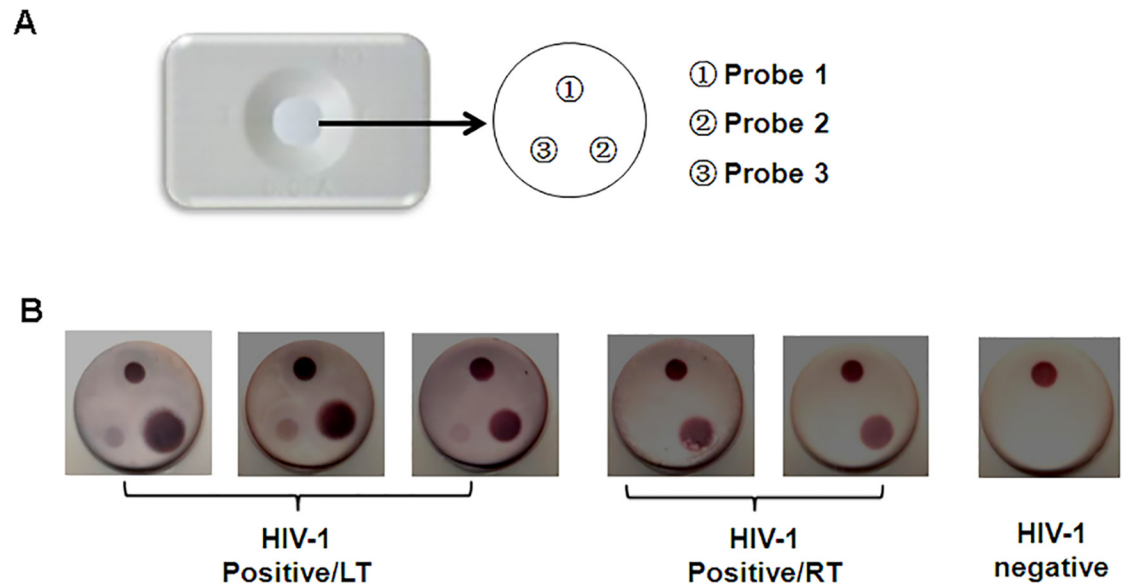 A
① Probe 1
② Probe 2
③ Probe 3
①
③ ②
B
HIV-1
Positive/LT
HIV-1
Positive/RT
HIV-1
negative